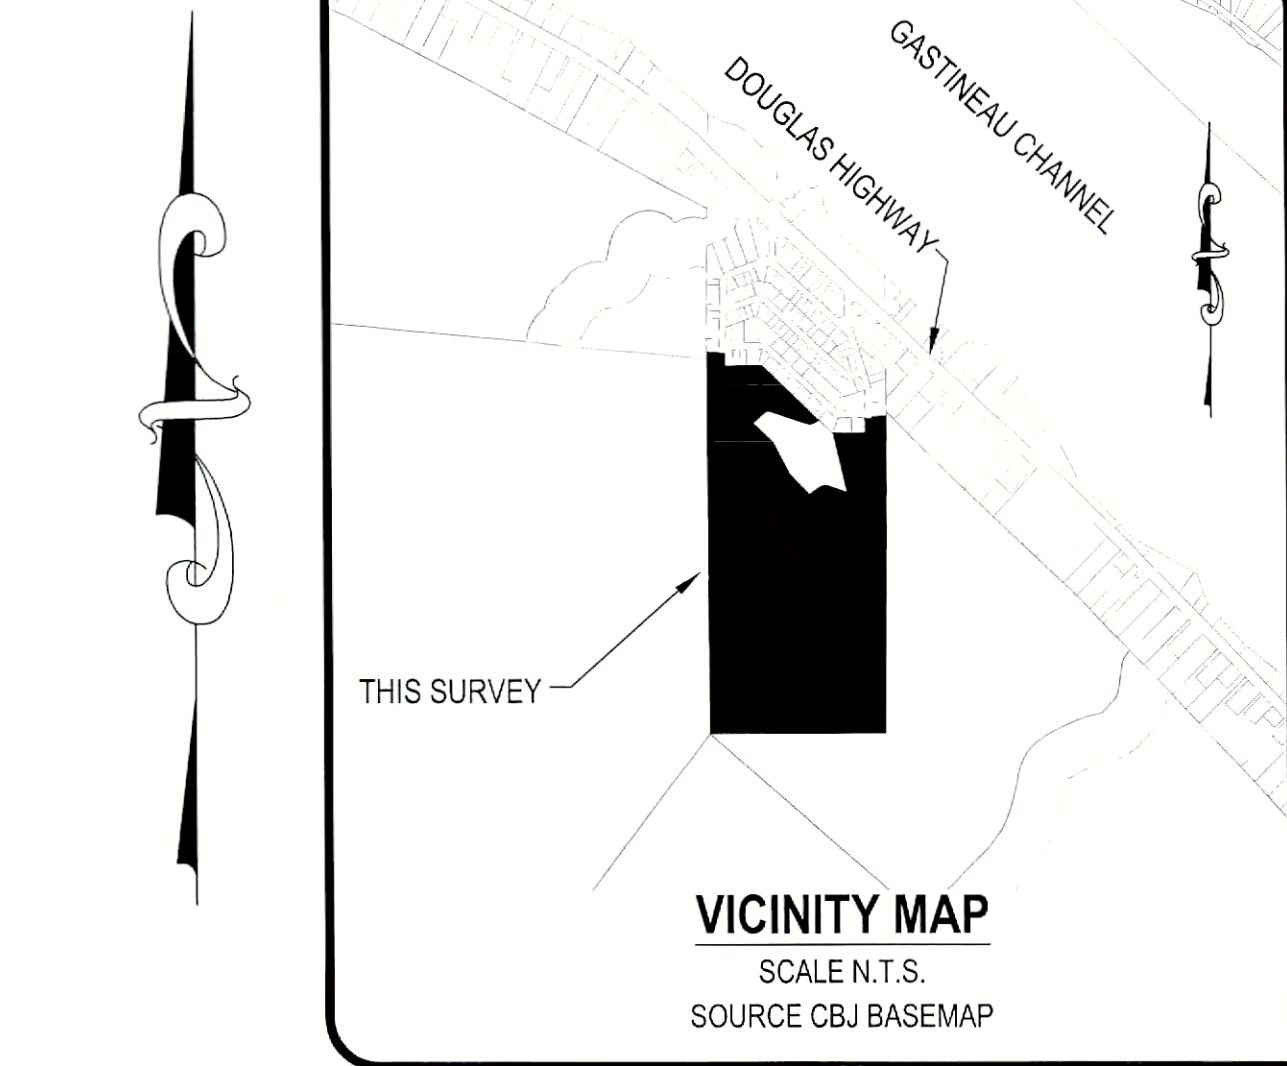 GASTINEAU CHANNEL
DOUGLAS HIGHWAY
THIS SURVEY
VICINITY MAP
SCALE N.T.S.
SOURCE CBJ BASEMAP